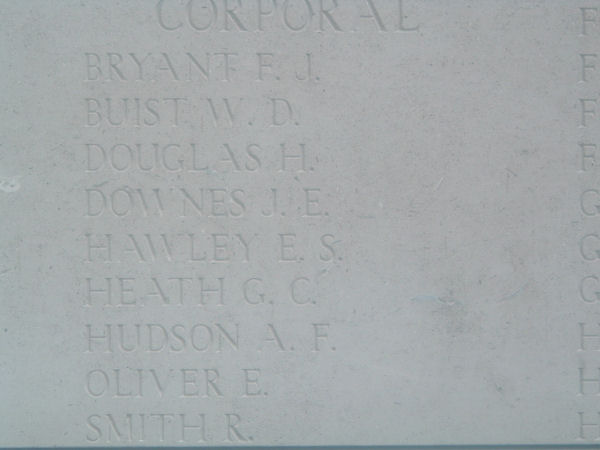 CORPORAL
BRYANT F. J.
BUIST W. D.
DOUGLAS H.
DOWNES J. E.
HAWLEY E. S.
HEATH G. C.
HUDSON A. F.
OLIVER E.
SMITH R.
F
F
F
F
G
G
G
H
H
H